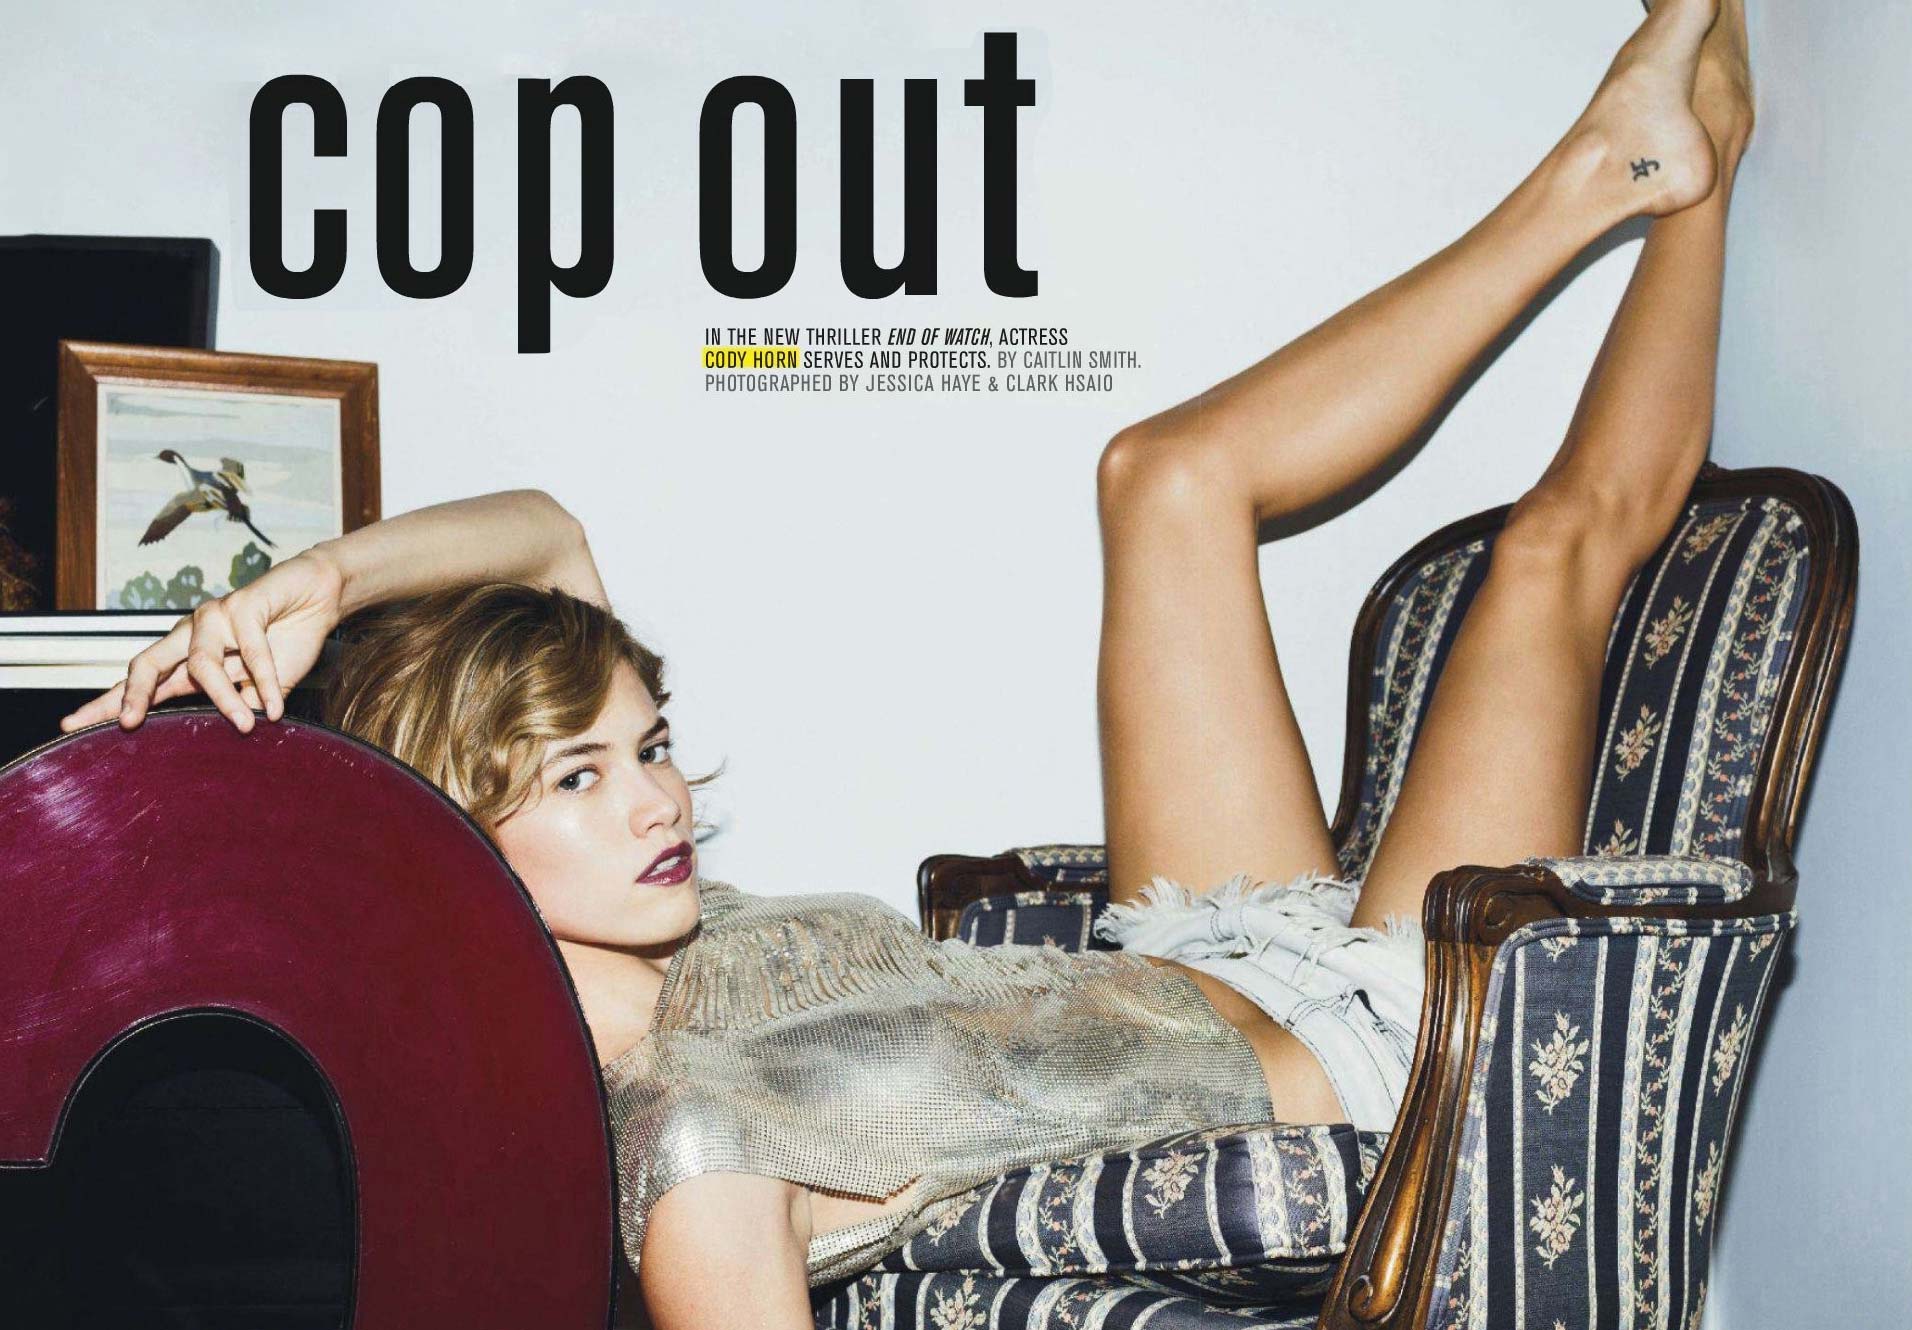 cop out
IN THE NEW THRILLER END OF WATCH, ACTRESS
CODY HORN SERVES AND PROTECTS. BY CAITLIN SMITH.
PHOTOGRAPHED BY JESSICA HAYE & CLARK HSAIO